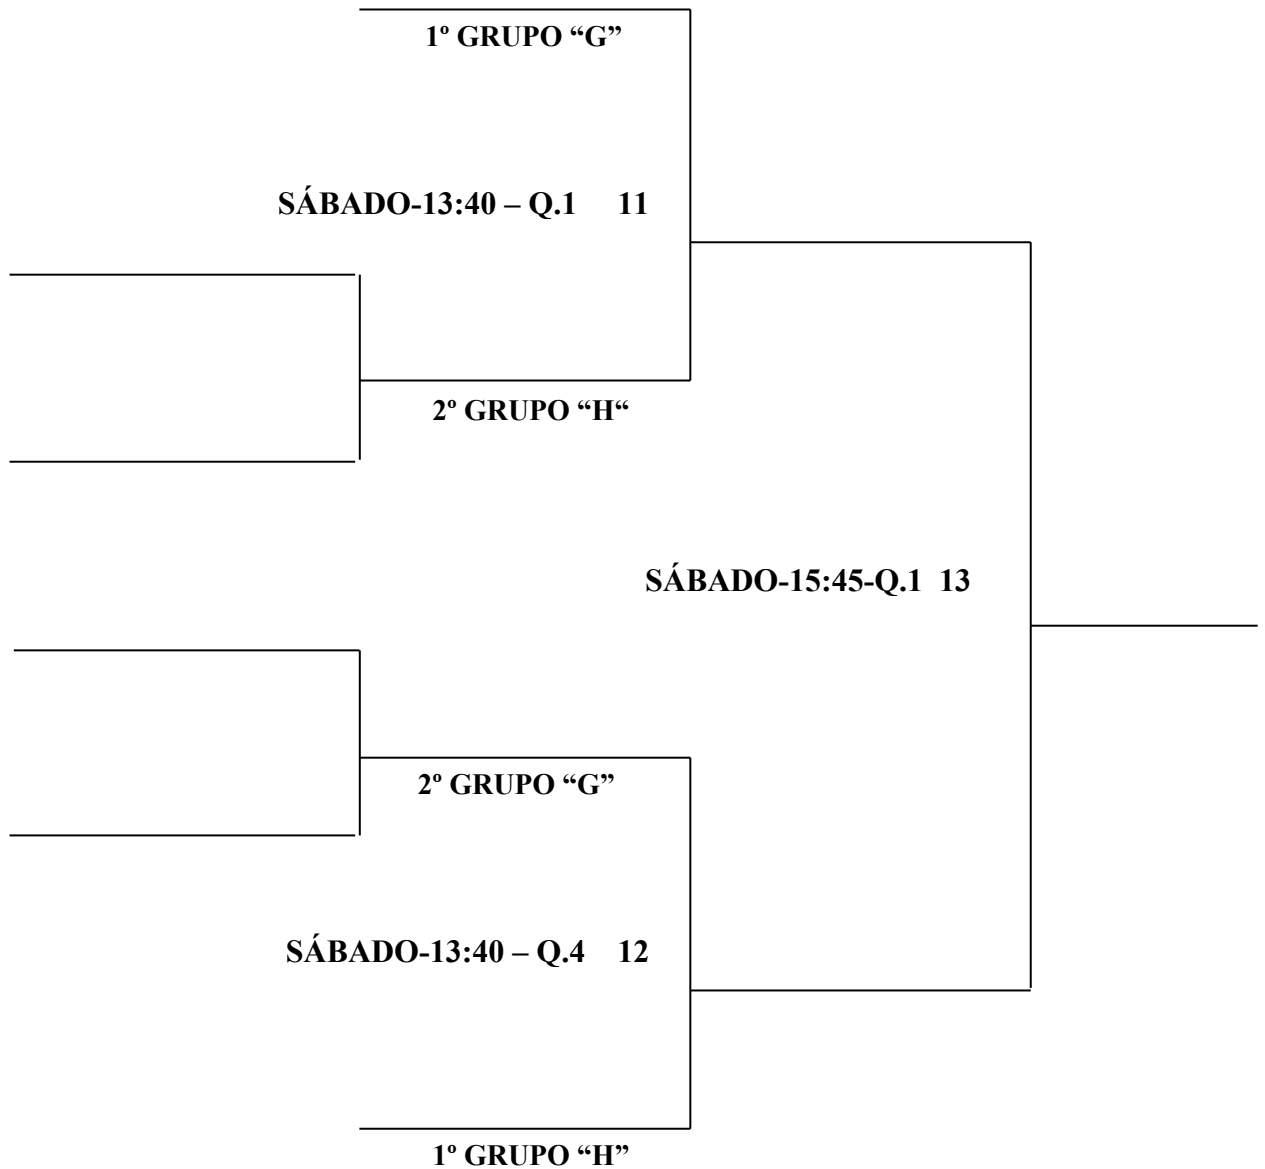 1º GRUPO “G”
SÁBADO-13:40 – Q.1 11
2º GRUPO “H“
SÁBADO-15:45-Q.1 13
2º GRUPO “G”
SÁBADO-13:40 – Q.4 12
1º GRUPO “H”